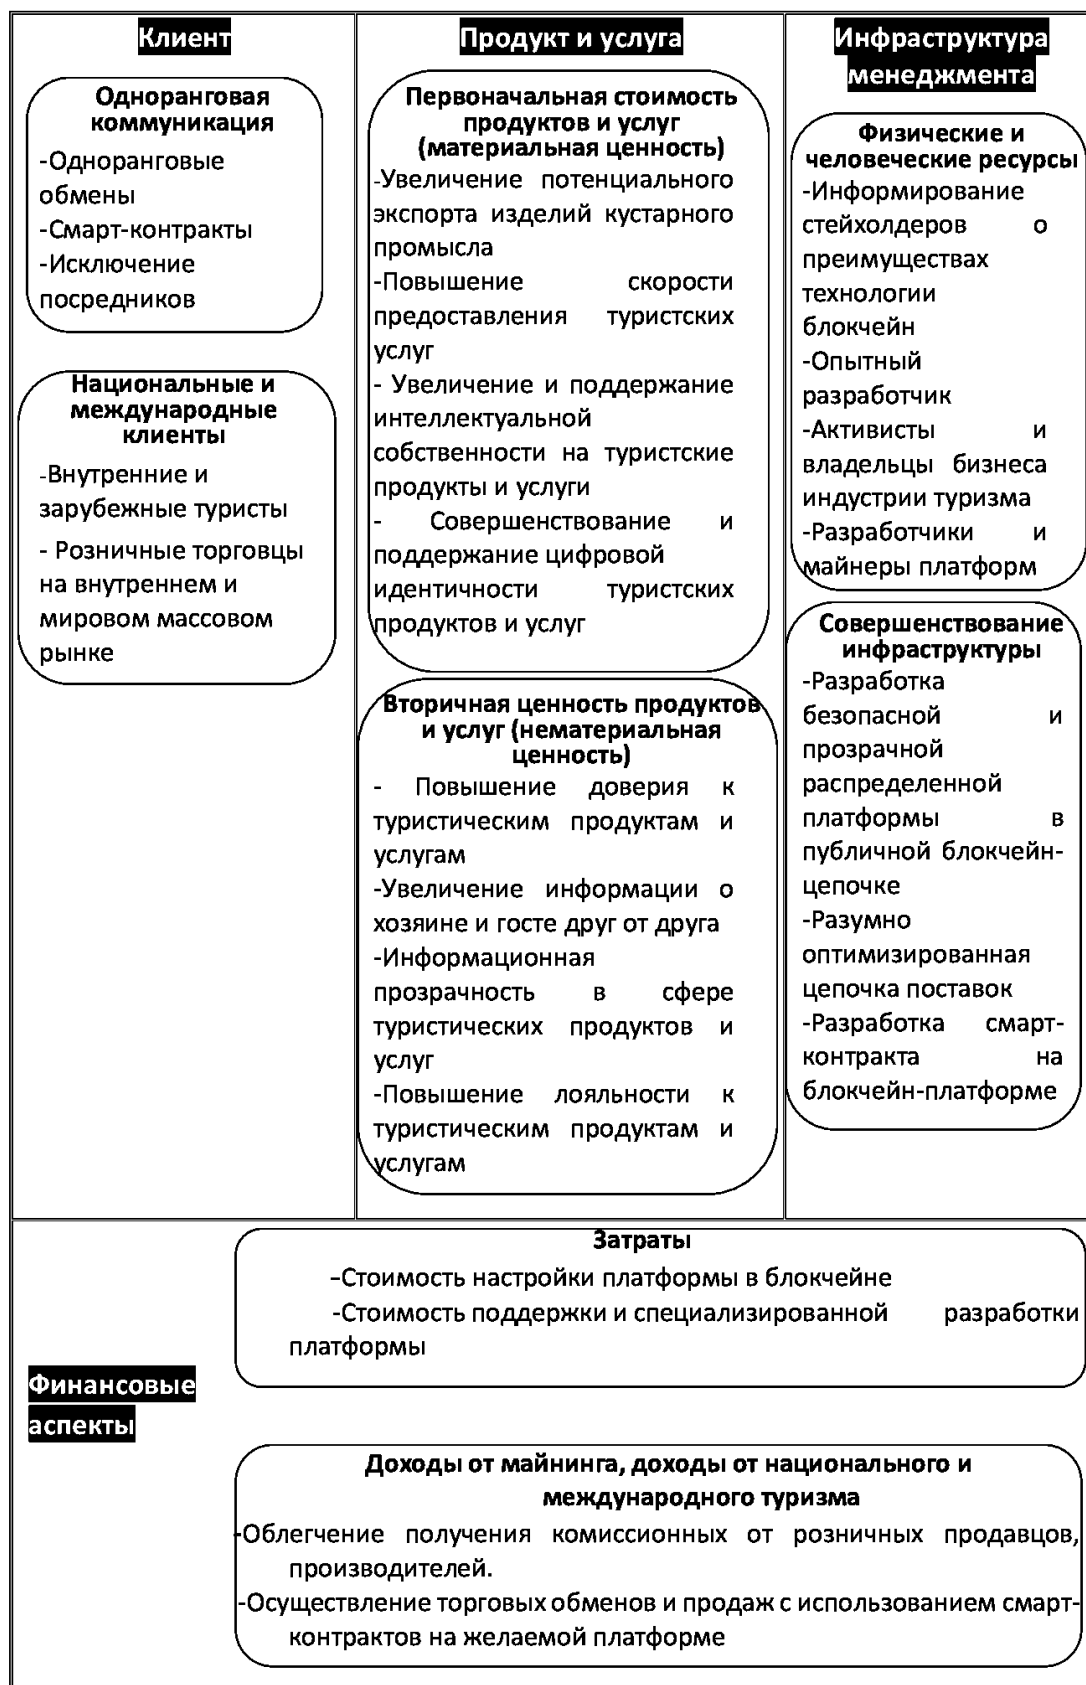 Клиент
Одноранговая
коммуникация
-Одноранговые
обмены
-Смарт-контракты
-Исключение
посредников
Национальные и
международные
клиенты
-Внутренние и
зарубежные туристы
- Розничные торговцы
на внутреннем и
мировом массовом
рынке
Продукт и услуга
Первоначальная стоимость
продуктов и услуг
(материальная ценность)
-Увеличение потенциального
экспорта изделий кустарного
промысла
-Повышение скорости
предоставления туристских
услуг
- Увеличение и поддержание
интеллектуальной
собственности на туристские
продукты и услуги
- Совершенствование и
поддержание цифровой
идентичности туристских
продуктов и услуг
Вторичная ценность продуктов
и услуг (нематериальная
ценность)
- Повышение доверия к
туристическим продуктам и
услугам
-Увеличение информации о
хозяине и госте друг от друга
-Информационная
прозрачность в сфере
туристических продуктов и
услуг
-Повышение лояльности к
туристическим продуктам и
услугам
Инфраструктура
менеджмента
Физические и
человеческие ресурсы
-Информирование
стейхолдеров о
преимуществах
технологии
блокчейн
-Опытный
разработчик
-Активисты и
владельцы бизнеса
индустрии туризма
-Разработчики и
майнеры платформ
Совершенствование
инфраструктуры
-Разработка
безопасной и
прозрачной
распределенной
платформы в
публичной блокчейн-
цепочке
-Разумно
оптимизированная
цепочка поставок
-Разработка смарт-
контракта на
блокчейн-платформе
Финансовые
аспекты
Затраты
-Стоимость настройки платформы в блокчейне
-Стоимость поддержки и специализированной разработки
платформы
Доходы от майнинга, доходы от национального и
международного туризма
-Облегчение получения комиссионных от розничных продавцов,
производителей.
-Осуществление торговых обменов и продаж с использованием смарт-
контрактов на желаемой платформе